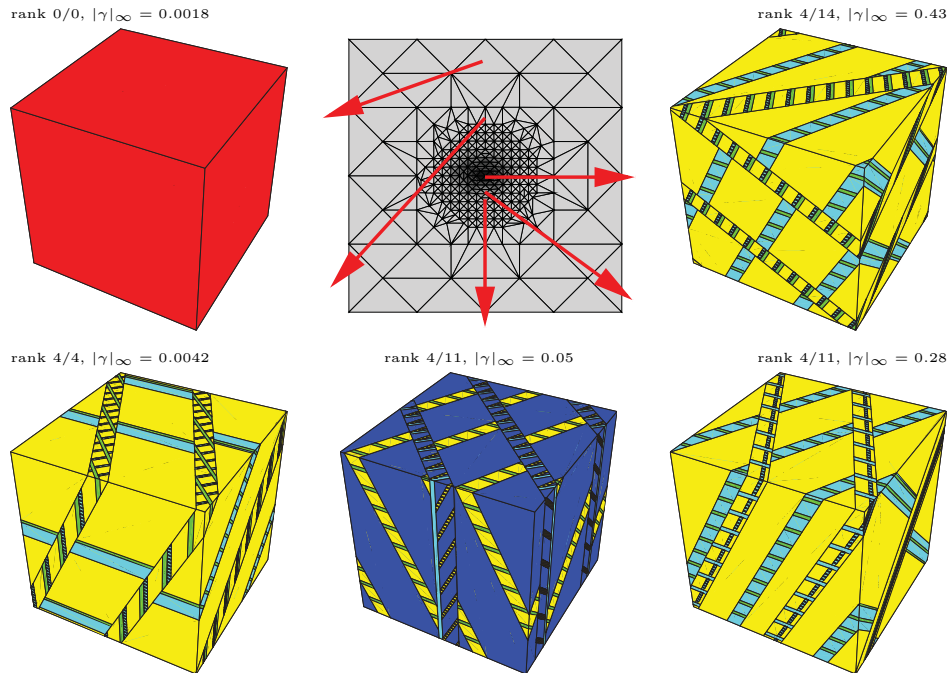 rank 0/0, |γ|∞ = 0.0018
rank 4/14, |γ|∞ = 0.43
rank 4/4, |γ|∞ = 0.0042
rank 4/11, |γ|∞ = 0.05
rank 4/11, |γ|∞ = 0.28